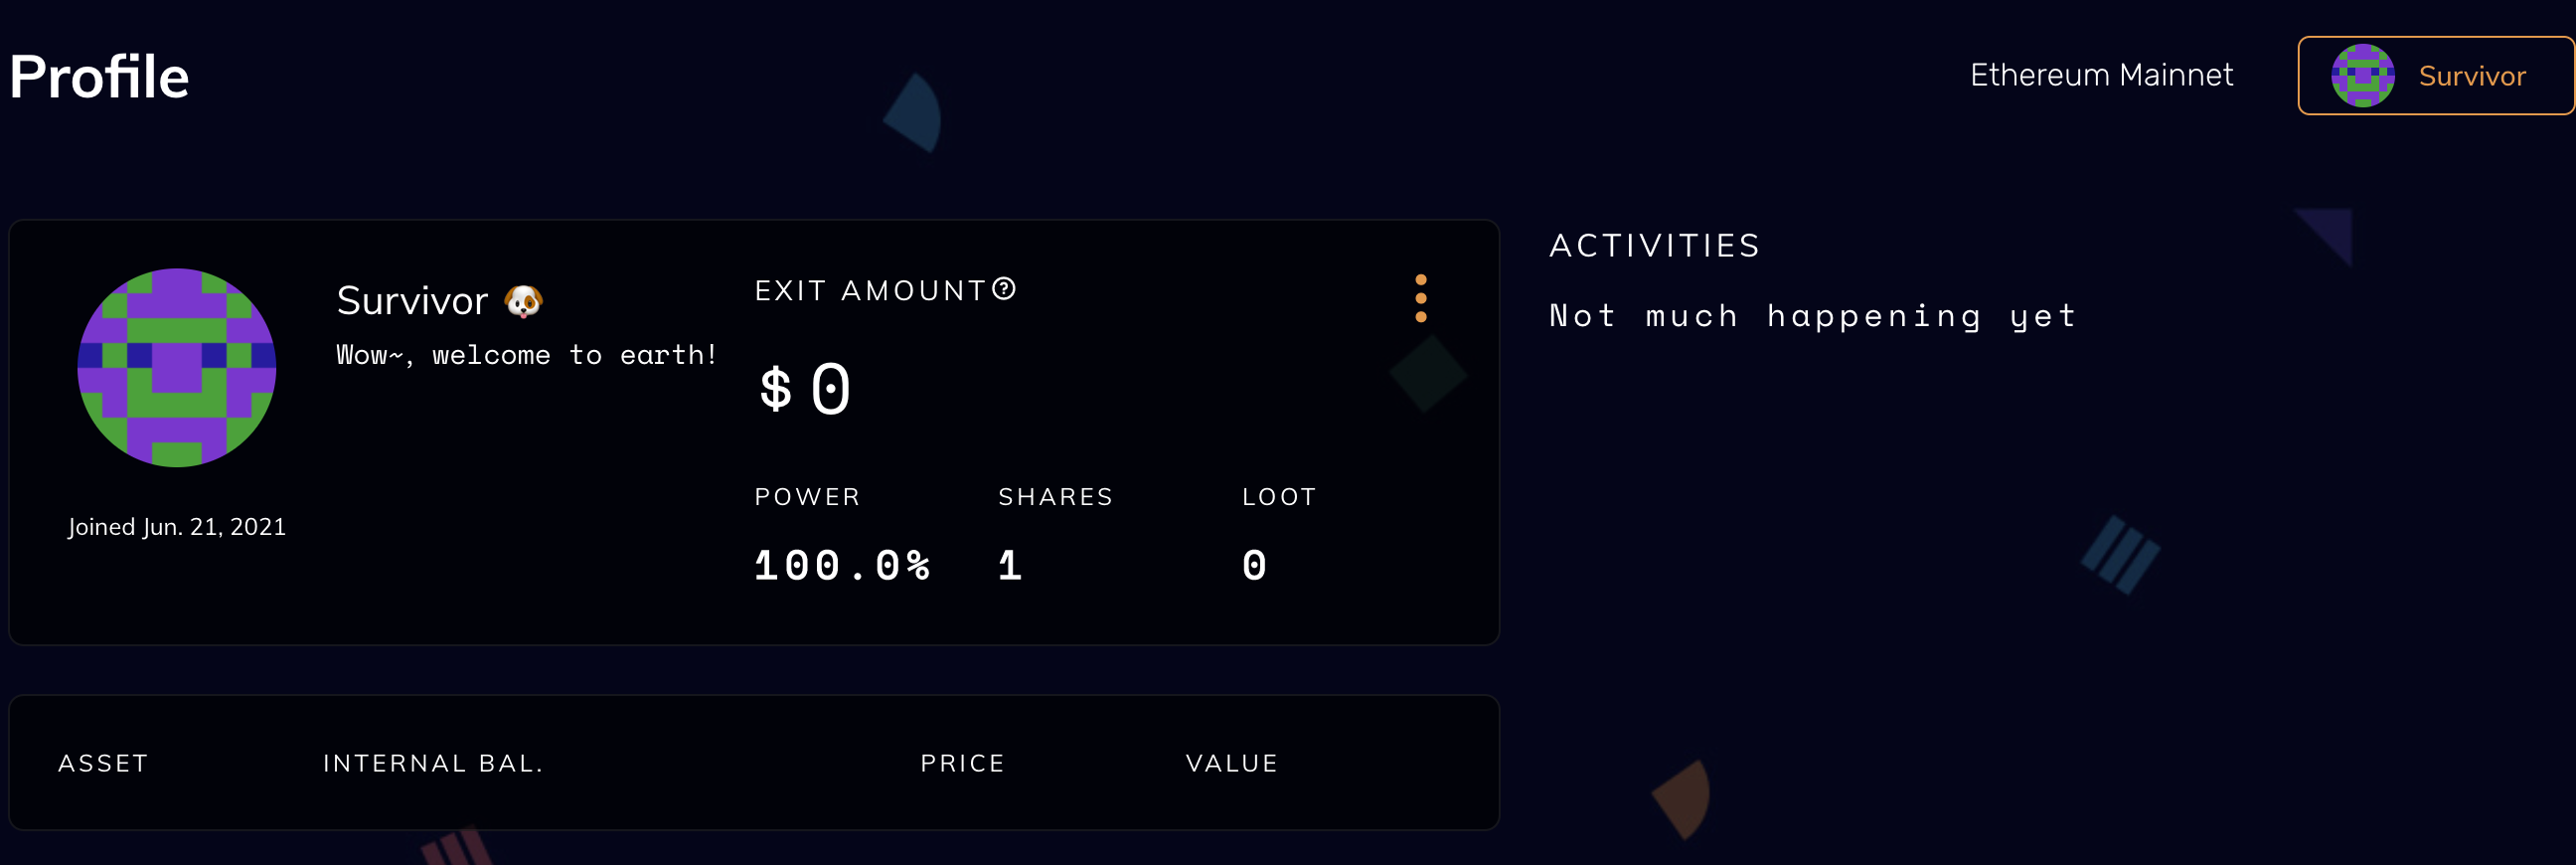 Profile
Ethereum Mainnet
Survivor
Survivor 🐶
Wow~, welcome to earth!
Joined Jun. 21, 2021
EXIT AMOUNT
$0
POWER SHARES LOOT
100.0% 1 0
ACTIVITIES
Not much happening yet
ASSET INTERNAL BAL. PRICE VALUE